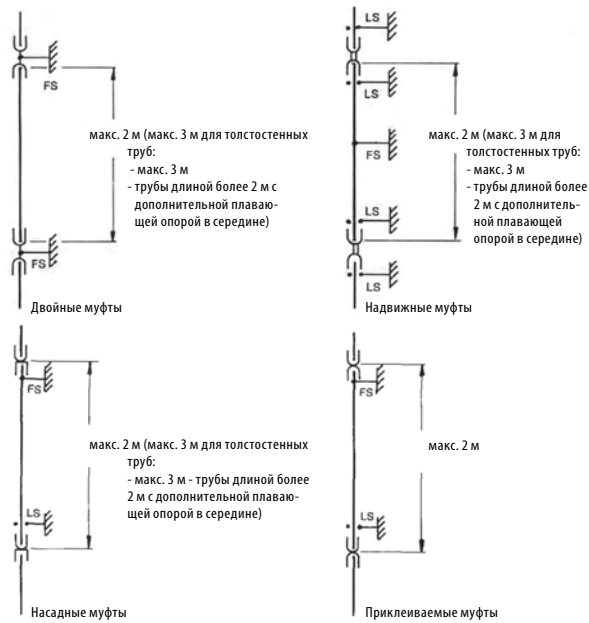 FS
макс. 2 м (макс. 3 м для толстостенных
труб:
- макс. 3 м
- трубы длиной более 2 м с
дополнительной плаваю-
щей опорой в середине)
FS
Двойные муфты
LS
LS
макс. 2 м (макс. 3 м для
толстостенных труб:
- макс. 3 м
- трубы длиной более
2 м с дополнитель-
ной плавающей
опорой в середине)
FS
LS
LS
Надвижные муфты
FS
макс. 2 м (макс. 3 м для толстостенных
труб:
- макс. 3 м - трубы длиной более
2 м с дополнительной плаваю-
щей опорой в середине)
LS
Насадные муфты
FS
макс. 2 м
LS
Приклеиваемые муфты